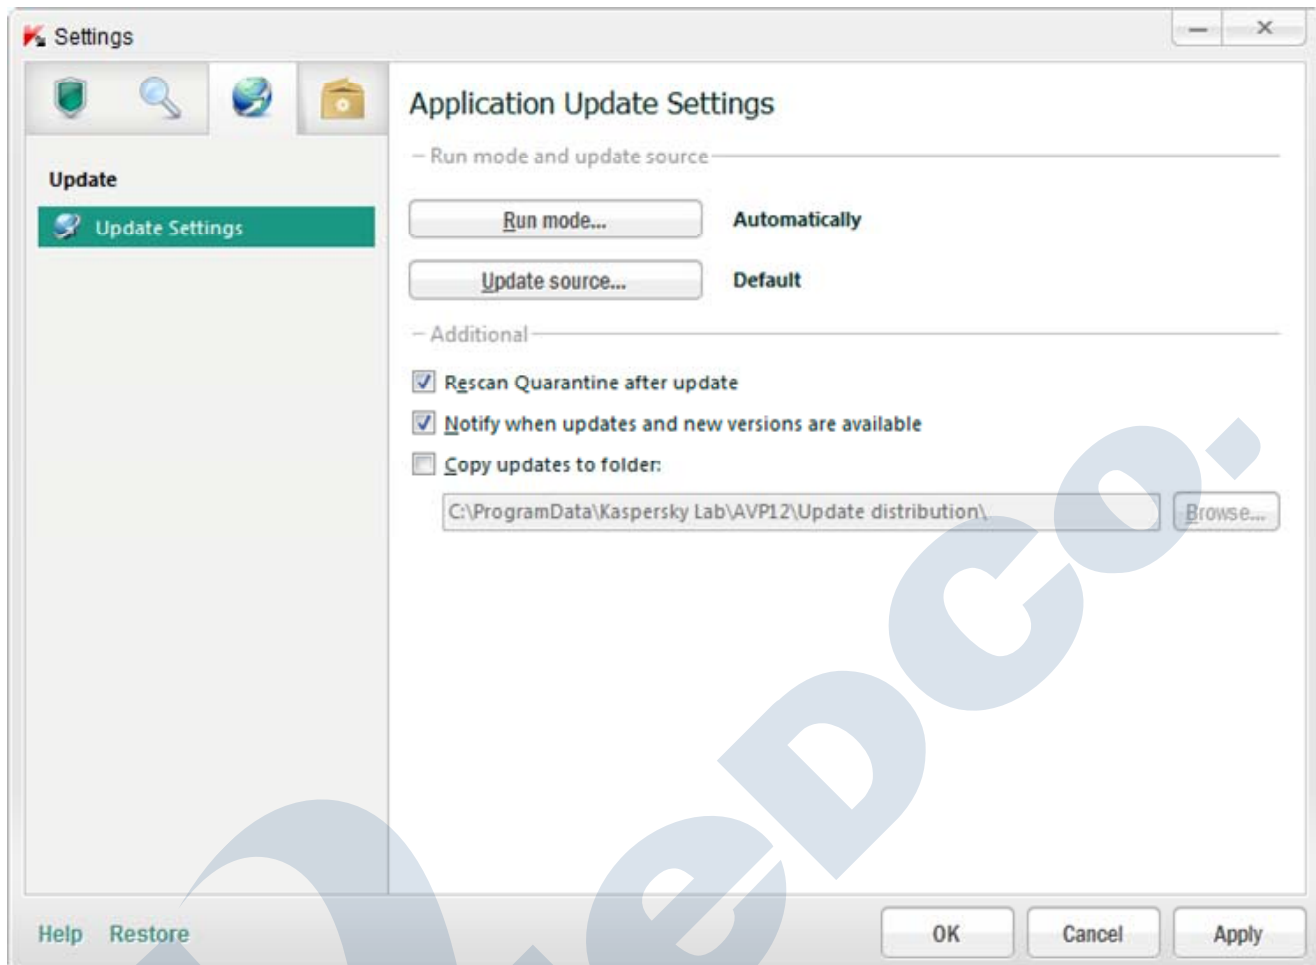 Settings
Application Update Settings
Run mode and update source
Update
Run mode... Automatically
Update Settings
Update source... Default
Additional
Rescan Quarantine after update
Notify when updates and new versions are available
Copy updates to folder:
C:\ProgramData\Kaspersky Lab\AVP12\Update distribution\ Browse...
Help Restore OK Cancel Apply
eDCo.